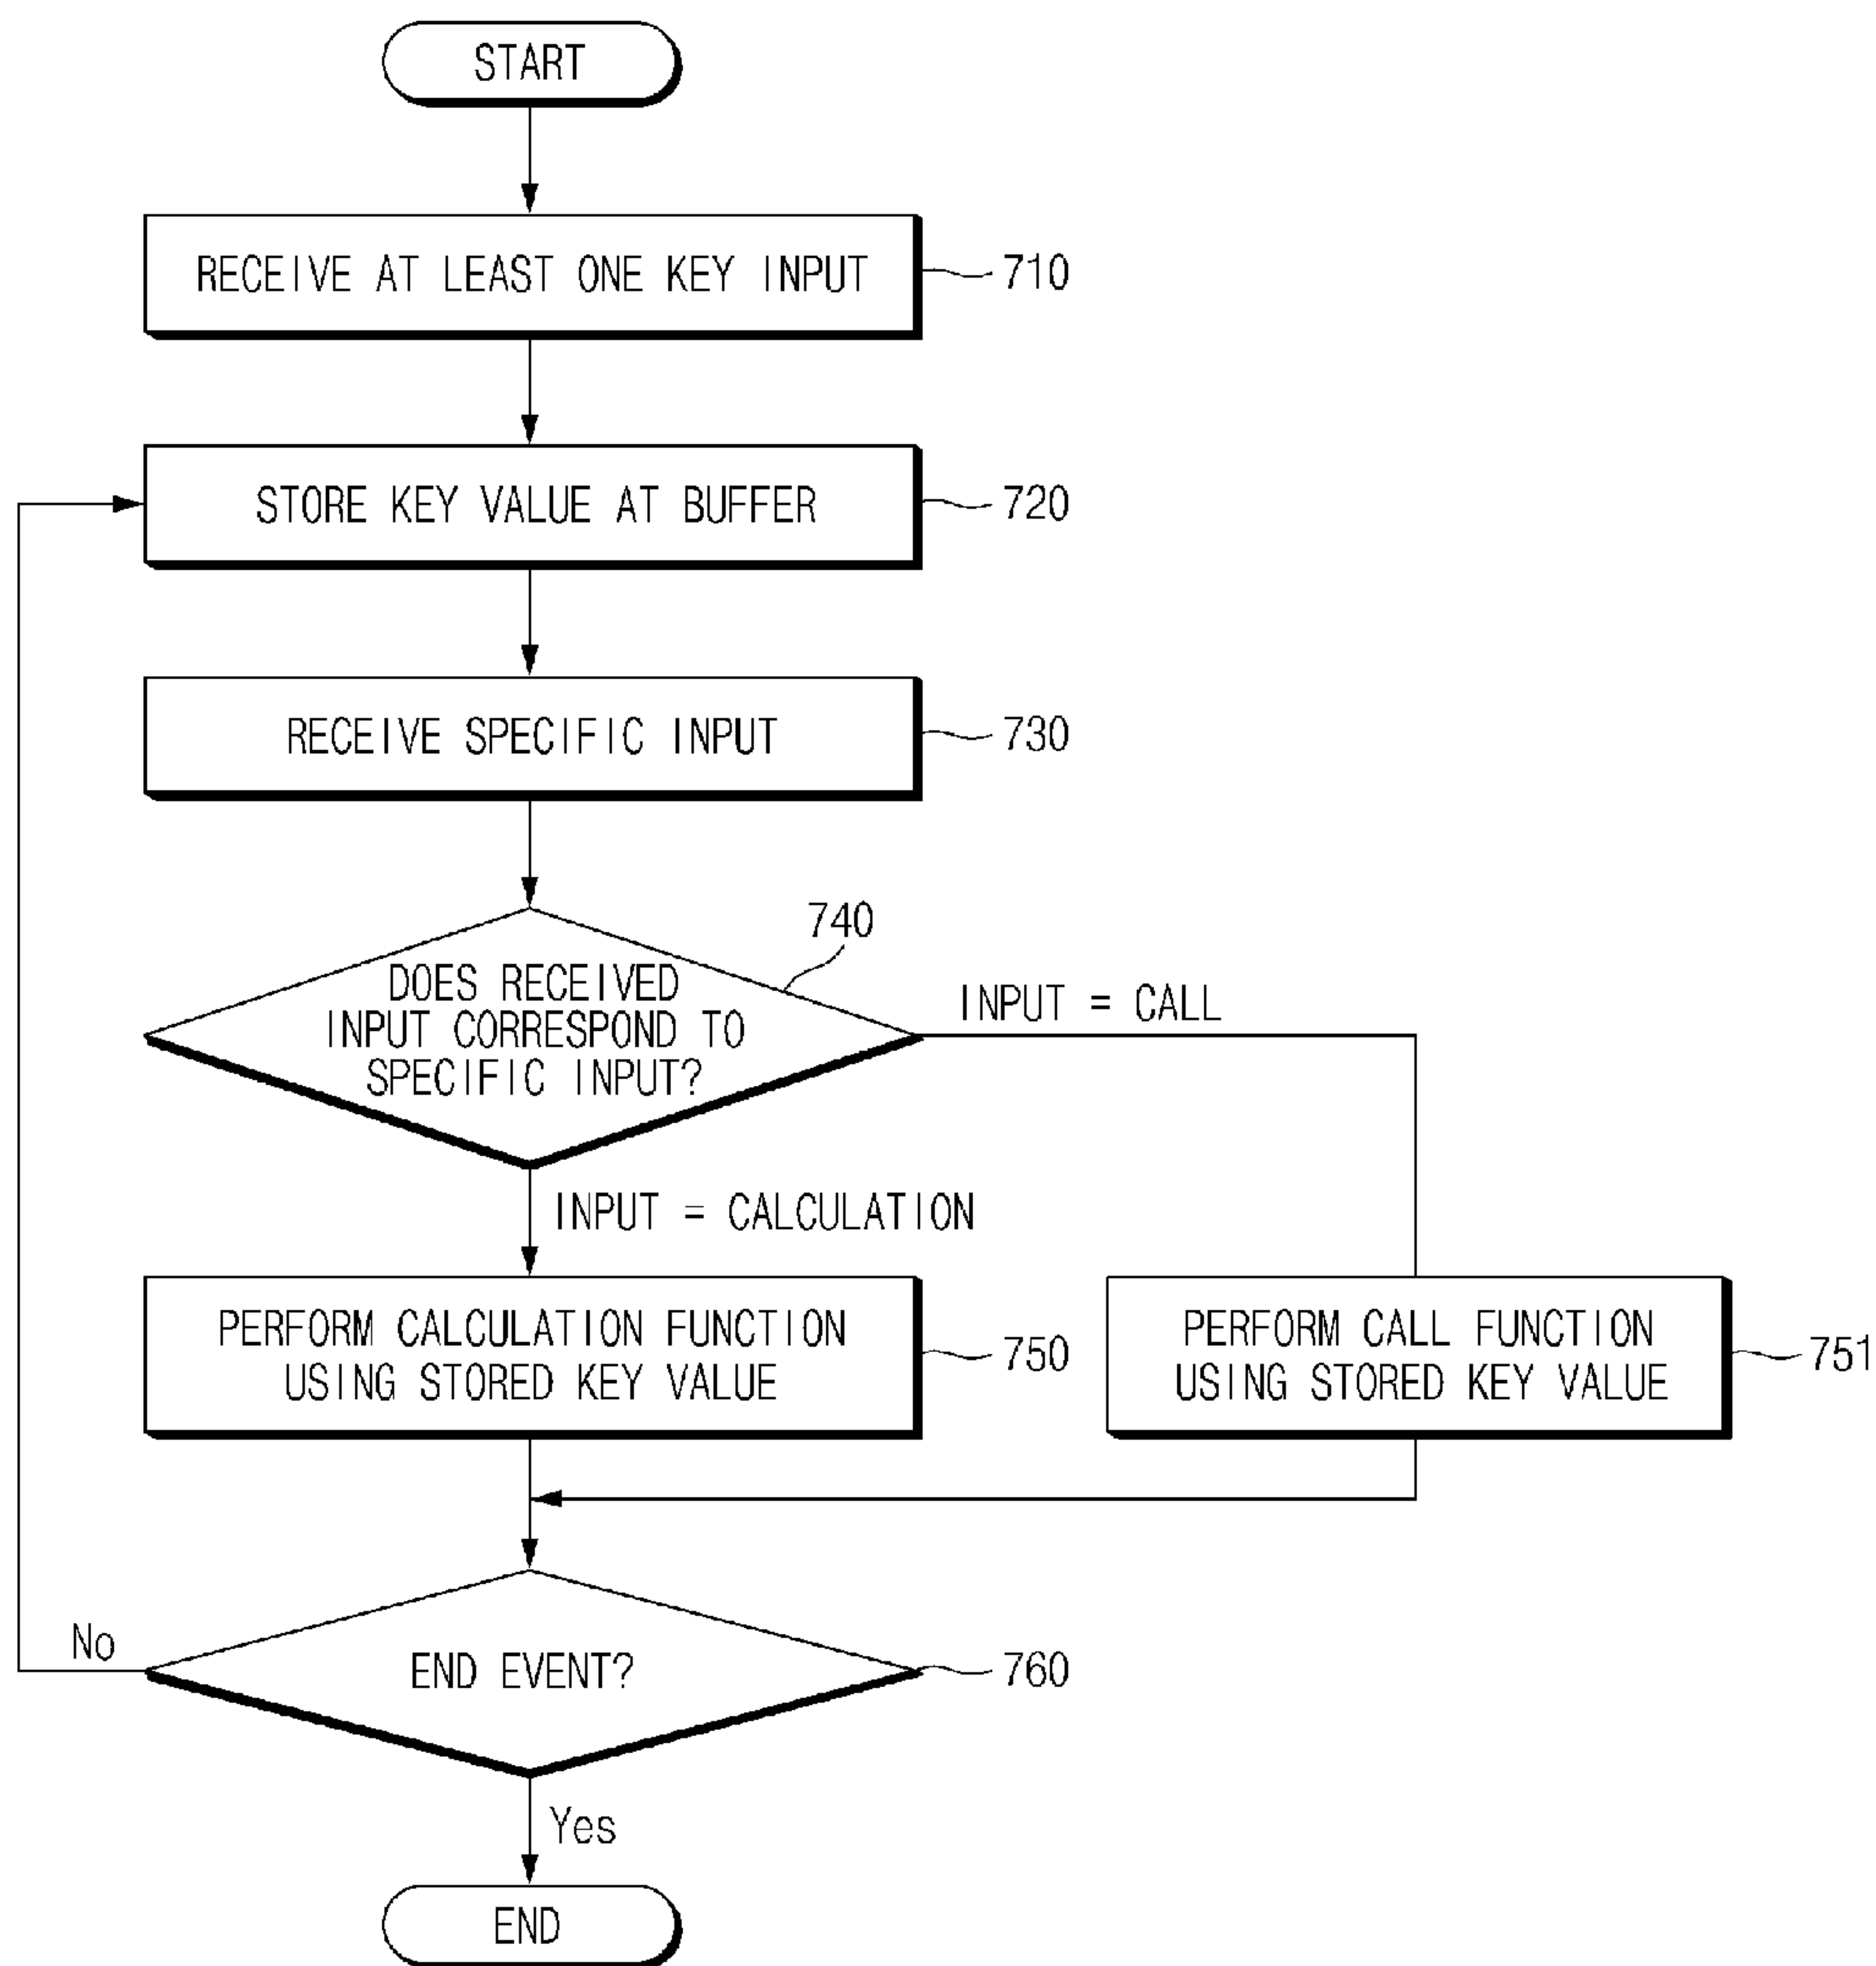 START
RECEIVE AT LEAST ONE KEY INPUT
710
STORE KEY VALUE AT BUFFER
720
RECEIVE SPECIFIC INPUT
730
740
DOES RECEIVED
INPUT CORRESPOND TO
SPECIFIC INPUT?
INPUT = CALL
INPUT = CALCULATION
PERFORM CALCULATION FUNCTION
USING STORED KEY VALUE
750
PERFORM CALL FUNCTION
USING STORED KEY VALUE
751
No
END EVENT?
760
Yes
END